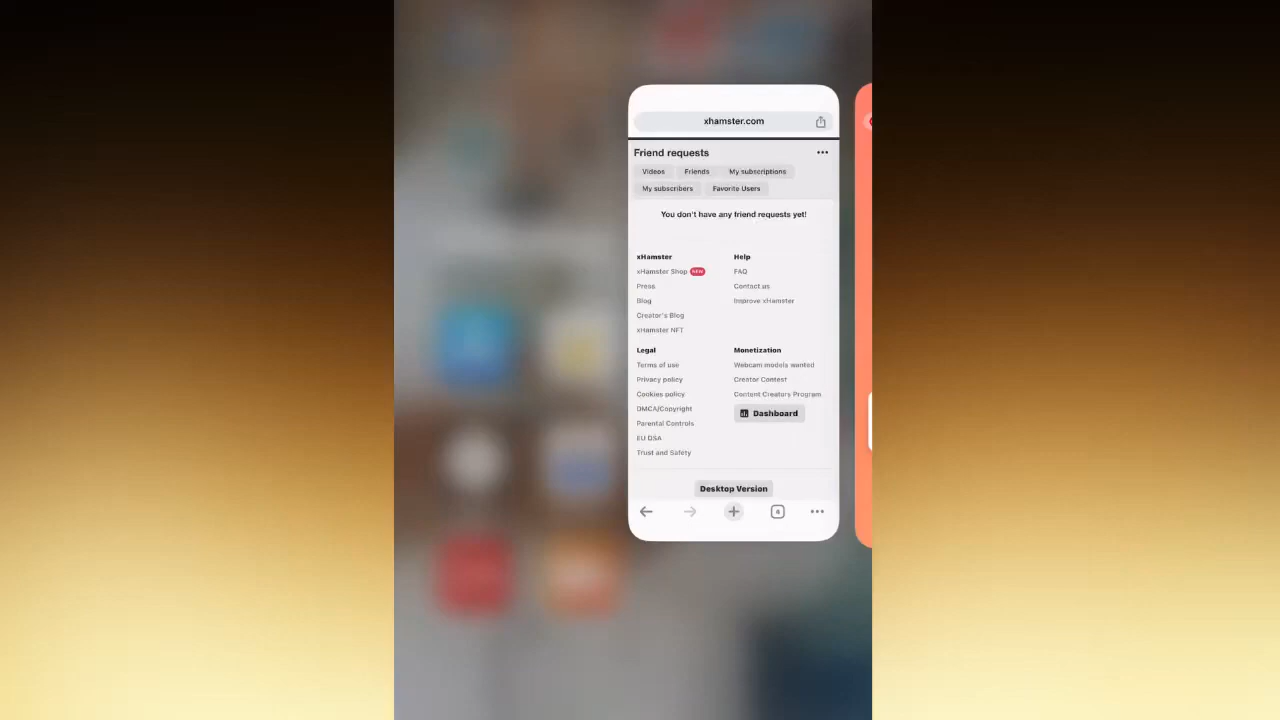 xhamster.com
Friend requests
Videos Friends My subscriptions
My subscribers Favorite Users
You don't have any friend requests yet!
xHamster
xHamster Shop NEW
Press
Blog
Creator's Blog
xHamster NFT
Help
FAQ
Contact us
Improve xHamster
Legal
Terms of use
Privacy policy
Cookies policy
DMCA/Copyright
Parental Controls
EU DSA
Trust and Safety
Monetization
Webcam models wanted
Creator Contest
Content Creators Program
Dashboard
Desktop Version